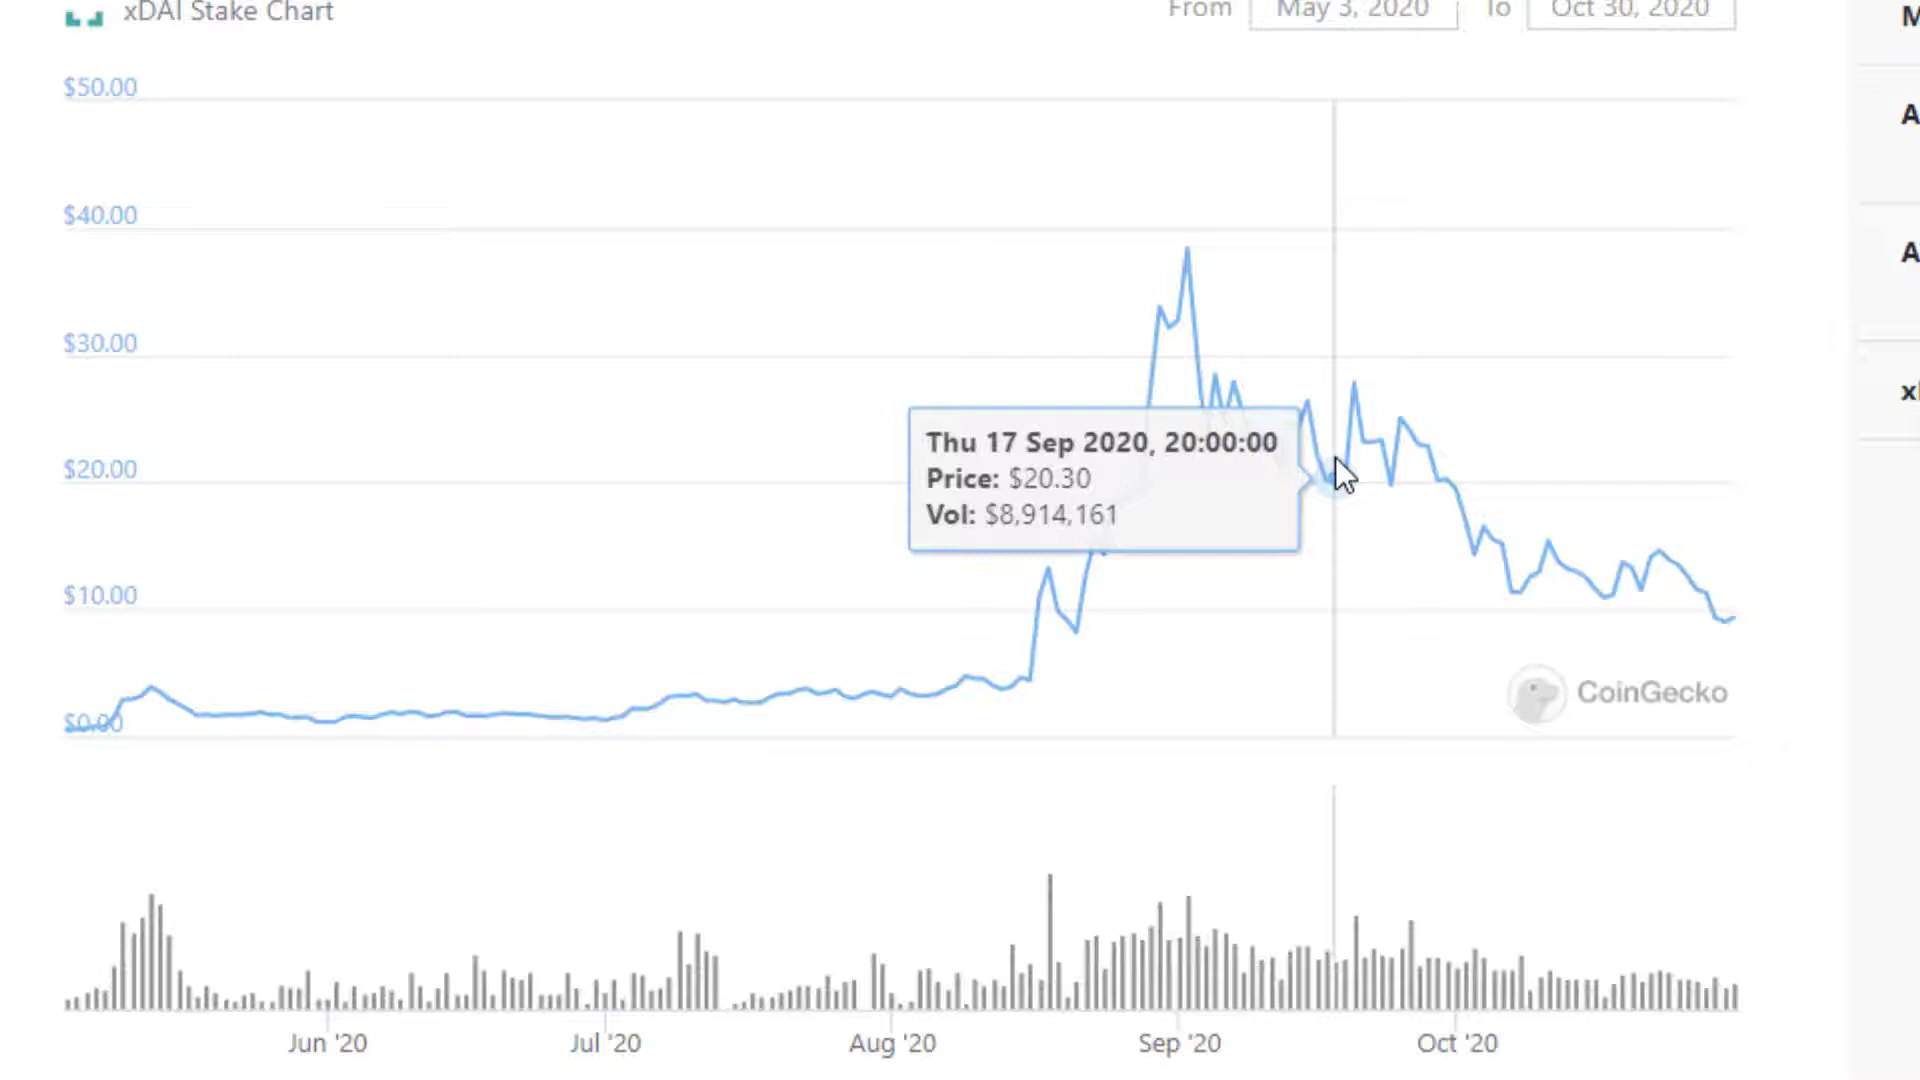 xDAI Stake Chart
From May 3, 2020 To Oct 30, 2020
$50.00
$40.00
$30.00
$20.00
$10.00
$0.00
Thu 17 Sep 2020, 20:00:00
Price: $20.30
Vol: $8,914,161
CoinGecko
Jun '20 Jul '20 Aug '20 Sep '20 Oct '20
A
A